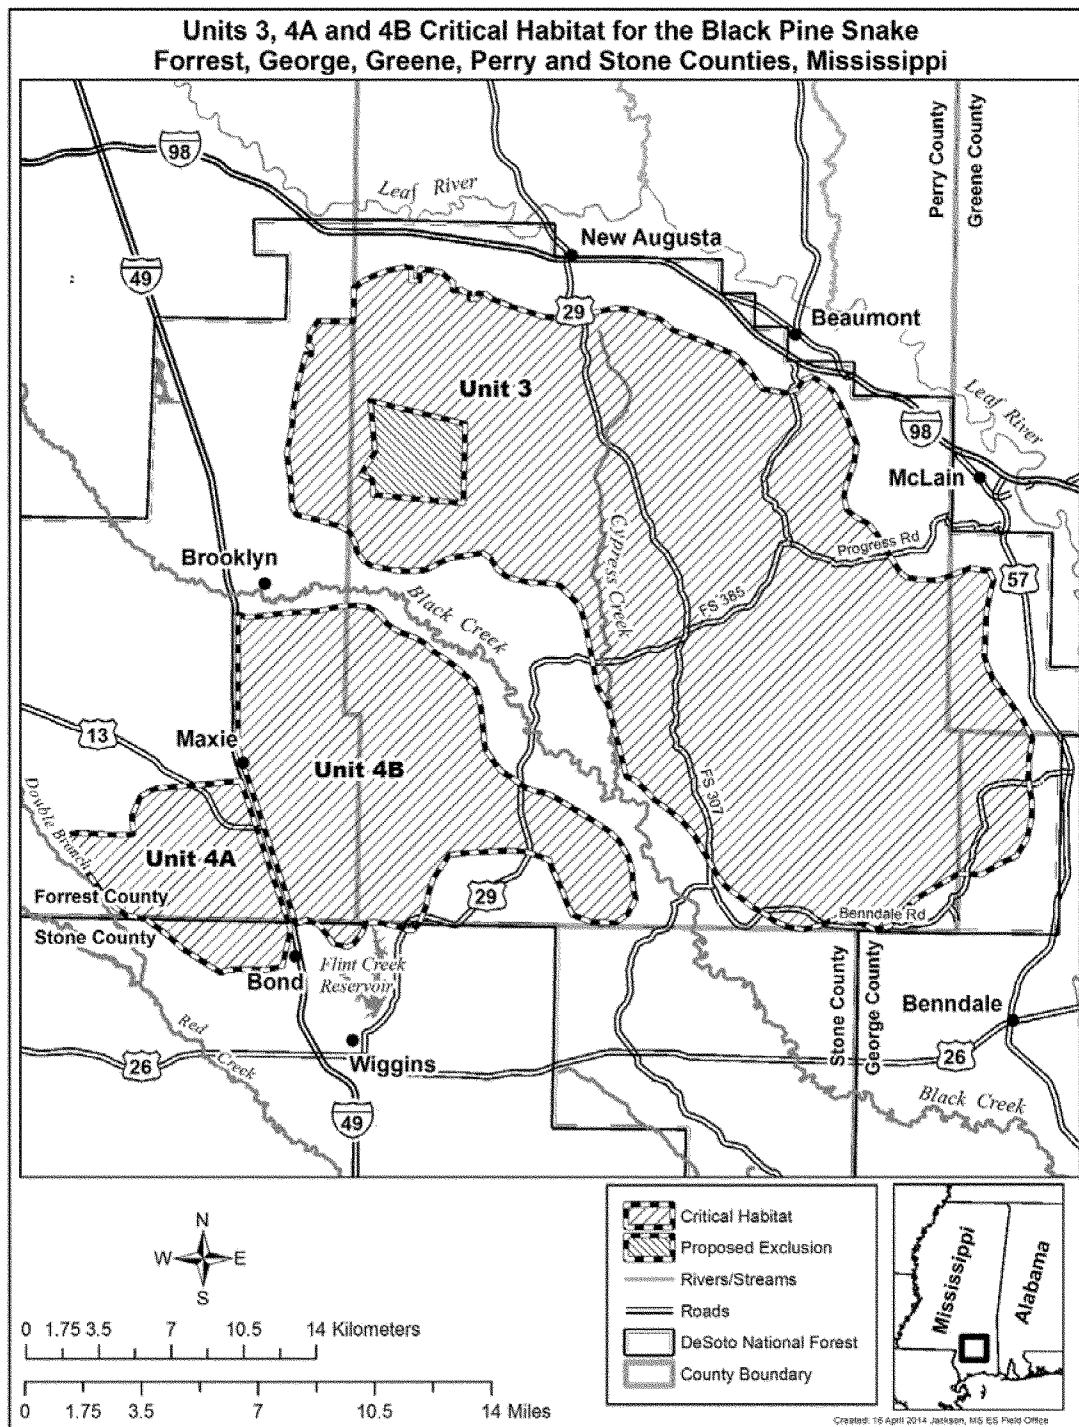 Units 3, 4A and 4B Critical Habitat for the Black Pine Snake
Forrest, George, Greene, Perry and Stone Counties, Mississippi
Perry County
Greene County
98
Leaf River
New Augusta
49
29
Beaumont
Unit 3
Leaf River
98
McLain
Cypress Creek
Progress Rd
Brooklyn
57
Black Creek
FS 385
13
Maxie
Unit 4B
FS 307
Double Branch
Unit 4A
29
Forrest County
Benndale Rd
Stone County
Flint Creek
Reservoir
Bond
Stone County
George County
Benndale
Red Creek
26
Wiggins
26
49
Black Creek
N
W E
S
0 1.75 3.5 7 10.5 14 Kilometers
0 1.75 3.5 7 10.5 14 Miles
Critical Habitat
Proposed Exclusion
Rivers/Streams
Roads
DeSoto National Forest
County Boundary
Mississippi
Alabama
Created: 16 April 2014 Jackson, MS ES Field Office